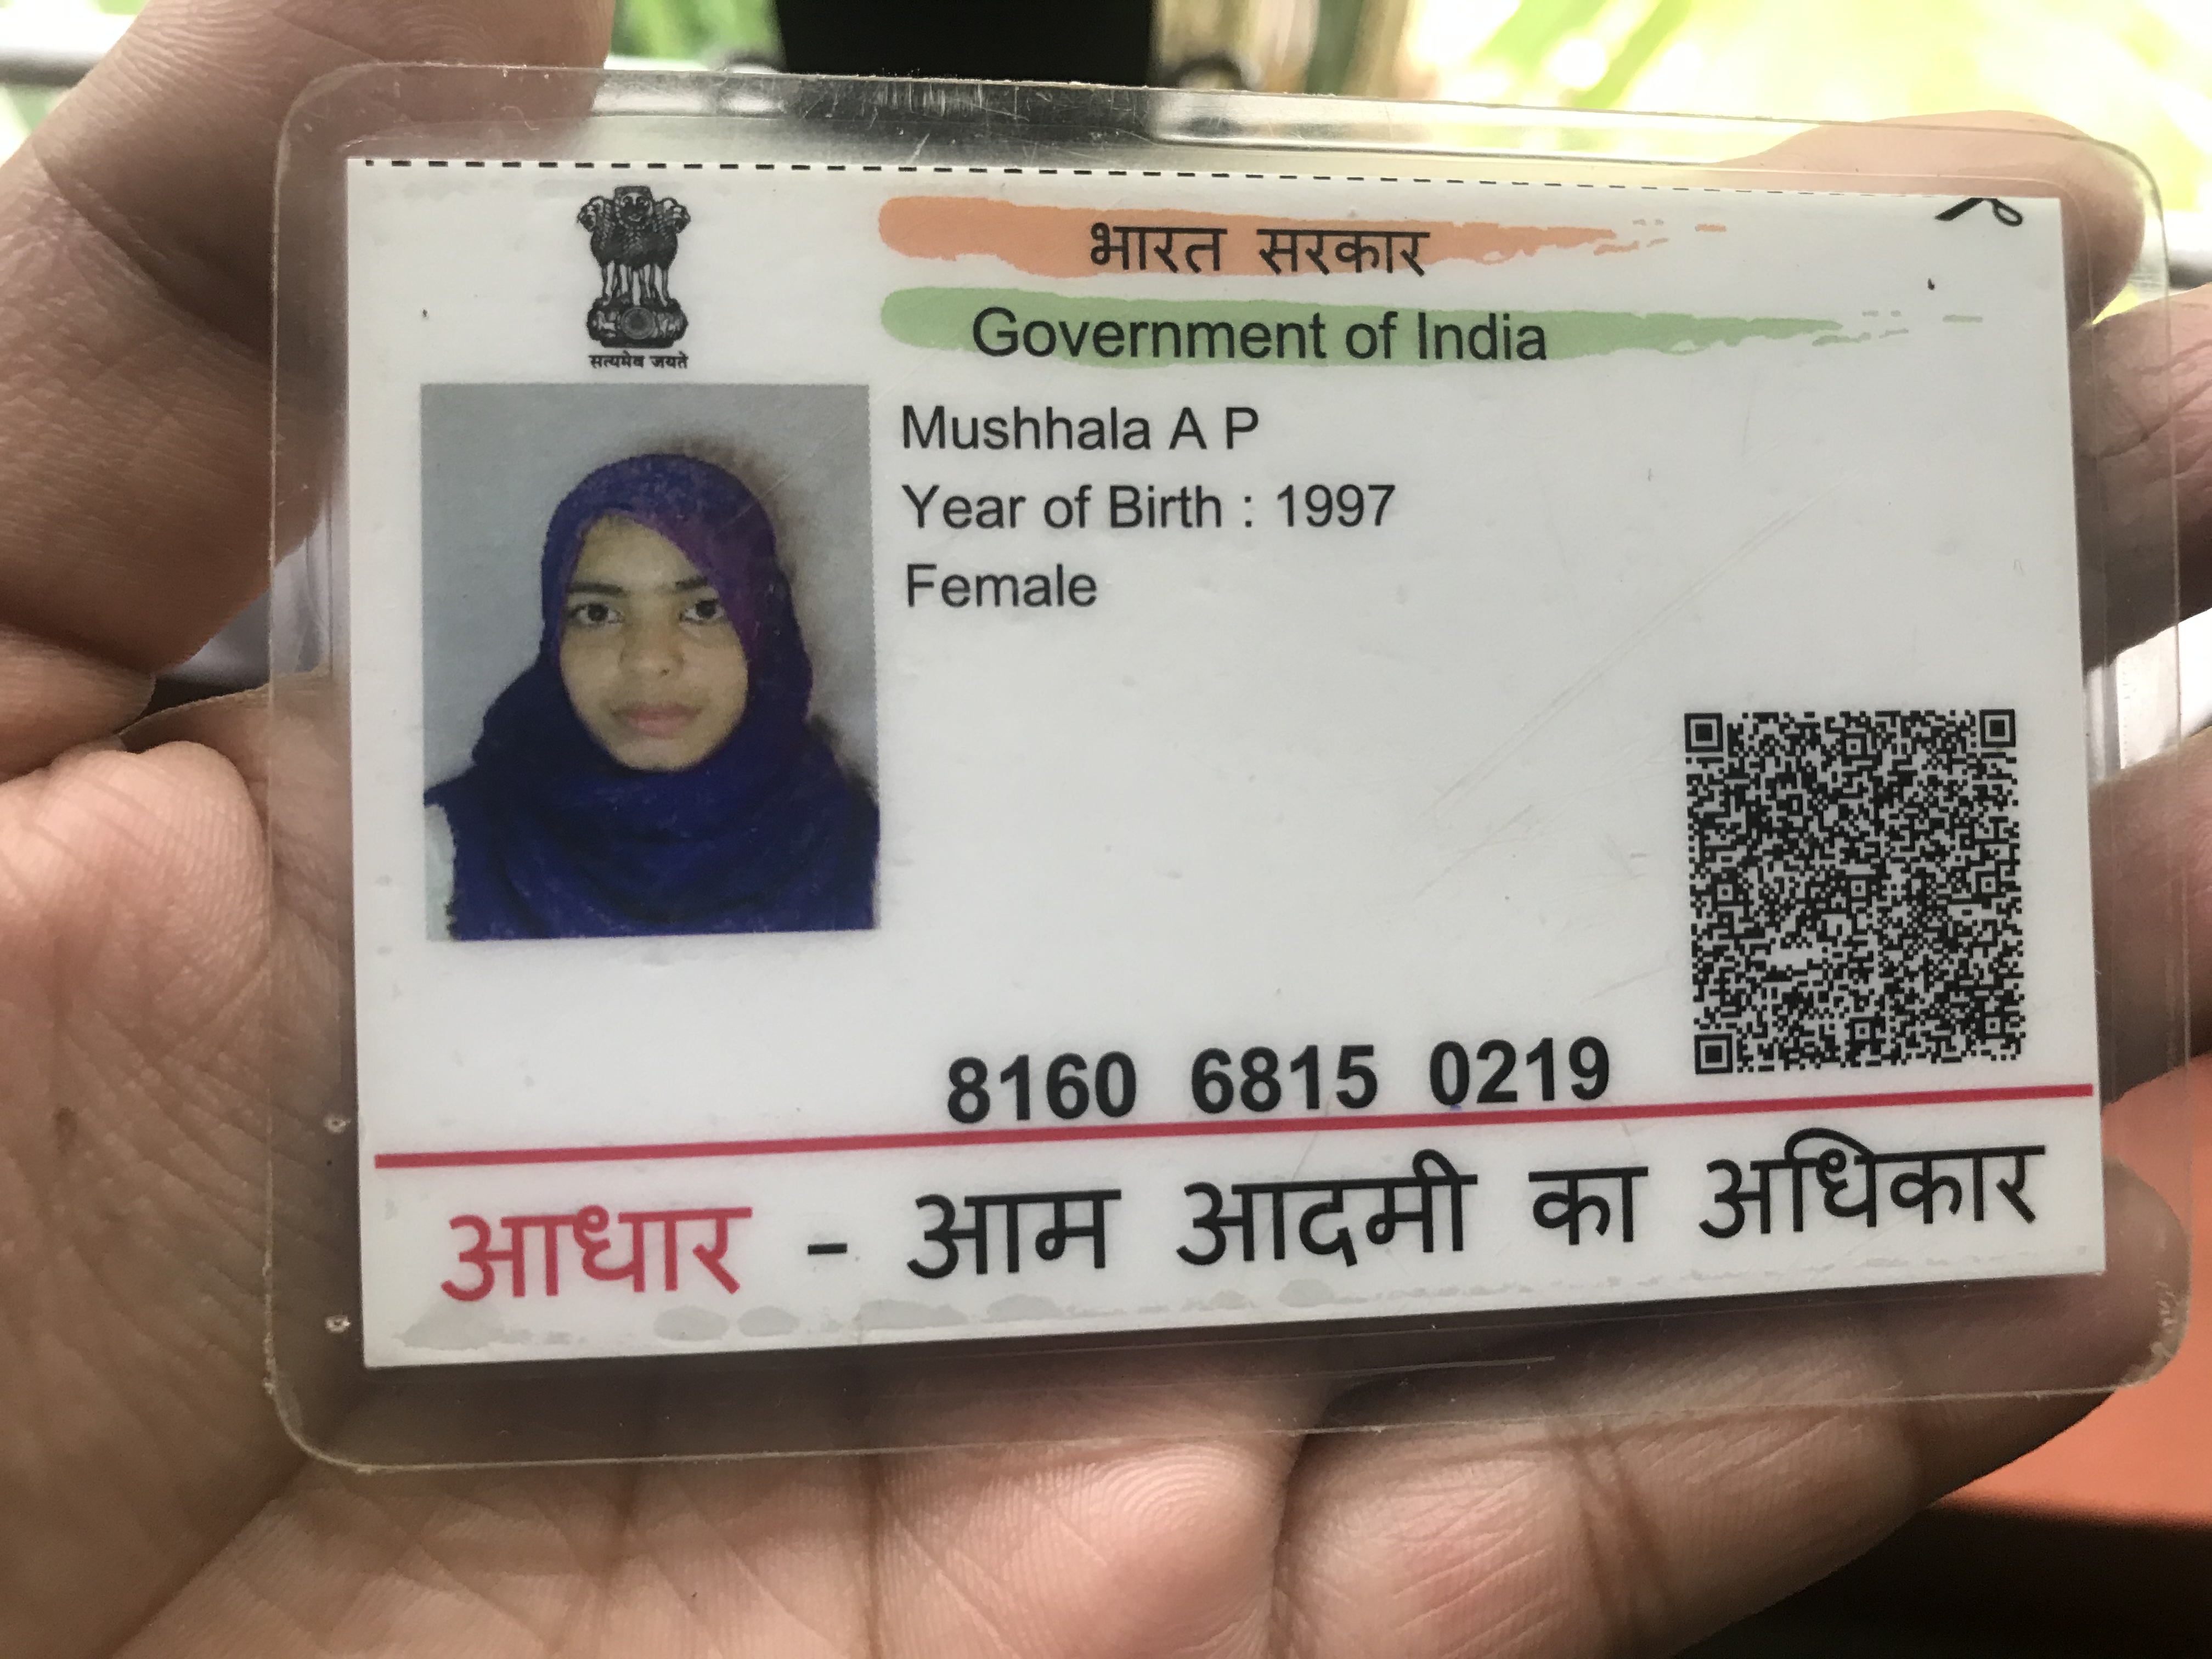 भारत सरकार
Government of India
सत्यमेव जयते
Mushhala A P
Year of Birth : 1997
Female
8160 6815 0219
आधार - आम आदमी का अधिकार